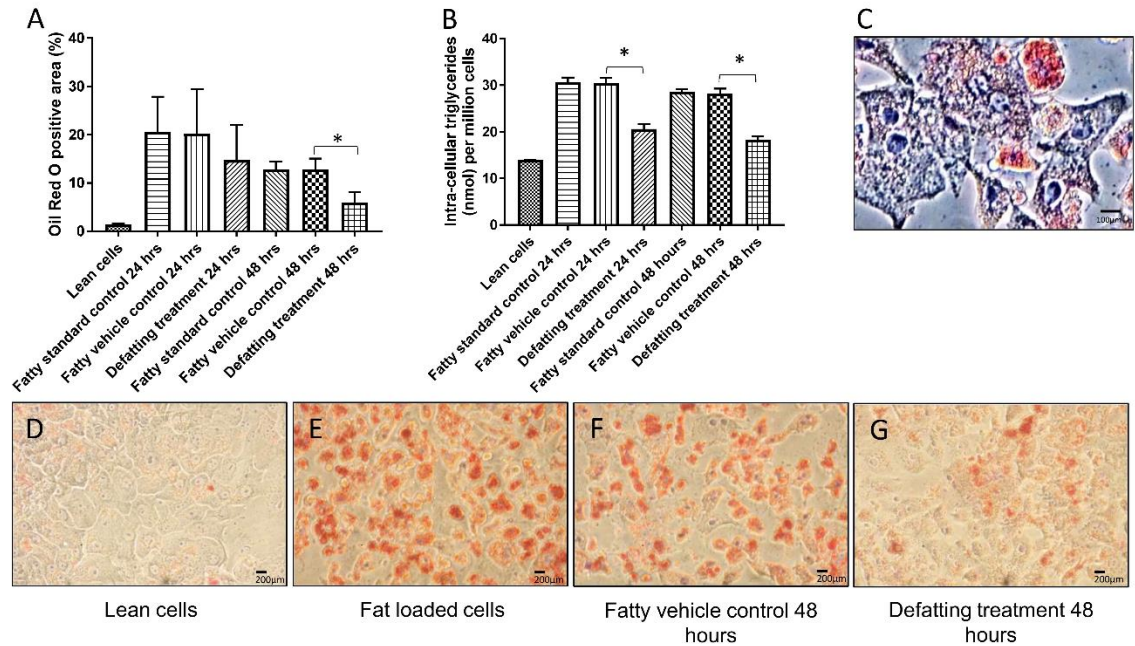 A
Oil Red O positive area (%)
40
30
20
10
0
*
Lean cells
Fatty standard control 24 hrs
Fatty vehicle control 24 hrs
Defatting treatment 24 hrs
Fatty standard control 48 hrs
Fatty vehicle control 48 hrs
Defatting treatment 48 hrs
B
Intra-cellular triglycerides
(nmol) per million cells
40
30
20
10
0
*
*
Lean cells
Fatty standard control 24 hrs
Fatty vehicle control 24 hrs
Defatting treatment 24 hrs
Fatty standard control 48 hours
Fatty vehicle control 48 hrs
Defatting treatment 48 hrs
C
100µm
D
200µm
E
200µm
F
200µm
G
200µm
Lean cells
Fat loaded cells
Fatty vehicle control 48
hours
Defatting treatment 48
hours